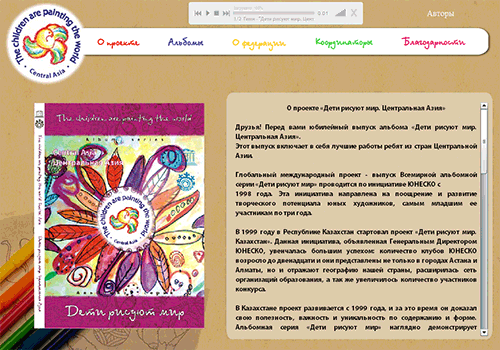 The children are painting the world
• Central Asia •
1/3 Тема - "Дети рисуют мир. Цент
0:01
Авторы
О проекте
Альбомы
О федерации
Координаторы
Благодарности
The children are painting the world
Album series
Central Asia
Центральная Азия
The children are painting the world
Central Asia
Дети рисуют мир
О проекте «Дети рисуют мир. Центральная Азия»
Друзья! Перед вами юбилейный выпуск альбома «Дети рисуют мир.
Центральная Азия».
Этот выпуск включает в себя лучшие работы ребят из стран Центральной
Азии.
Глобальный международный проект - выпуск Всемирной альбомной
серии «Дети рисуют мир» проводится по инициативе ЮНЕСКО с
1998 года. Эта инициатива направлена на поощрение и развитие
творческого потенциала юных художников, самым младшим ее
участникам по три года.
В 1999 году в Республике Казахстан стартовал проект «Дети рисуют мир.
Казахстан». Данная инициатива, объявленная Генеральным Директором
ЮНЕСКО, увенчалась большим успехом: количество клубов ЮНЕСКО
возросло до двенадцати и они представлены не только в городах Астана и
Алматы, но и отражают географию нашей страны, расширилась сеть
организаций образования, а так же увеличилось количество участников
конкурса.
В Казахстане проект развивается с 1999 года, и за это время он доказал
свою полезность, важность и уникальность по содержанию и форме.
Альбомная серия «Дети рисуют мир» наглядно демонстрирует